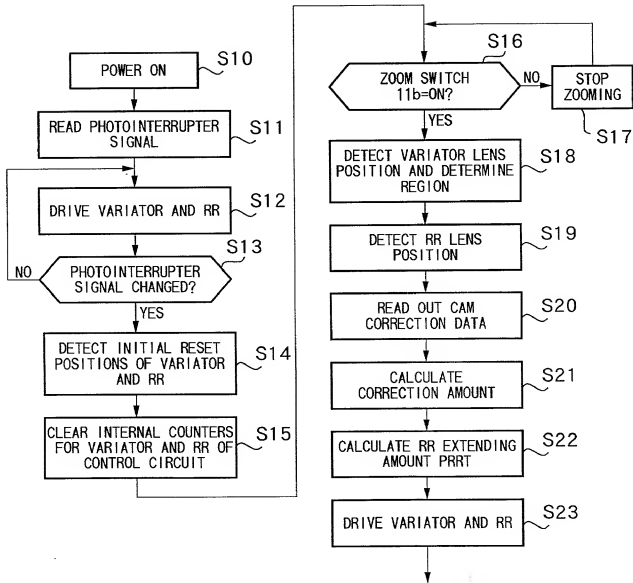 POWER ON
S10
READ PHOTOINTERRUPTER
SIGNAL
S11
DRIVE VARIATOR AND RR
S12
PHOTOINTERRUPTER
SIGNAL CHANGED?
S13
NO
YES
DETECT INITIAL RESET
POSITIONS OF VARIATOR
AND RR
S14
CLEAR INTERNAL COUNTERS
FOR VARIATOR AND RR OF
CONTROL CIRCUIT
S15
ZOOM SWITCH
11b=ON?
S16
NO
STOP
ZOOMING
S17
YES
DETECT VARIATOR LENS
POSITION AND DETERMINE
REGION
S18
DETECT RR LENS
POSITION
S19
READ OUT CAM
CORRECTION DATA
S20
CALCULATE
CORRECTION AMOUNT
S21
CALCULATE RR EXTENDING
AMOUNT PRRT
S22
DRIVE VARIATOR AND RR
S23